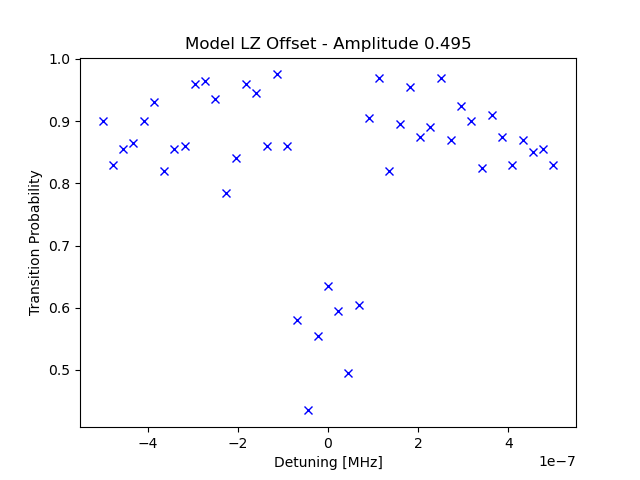 Model LZ Offset - Amplitude 0.495
1.0
0.9
0.8
0.7
0.6
0.5
Transition Probability
−4
−2
0
2
4
1e−7
Detuning [MHz]